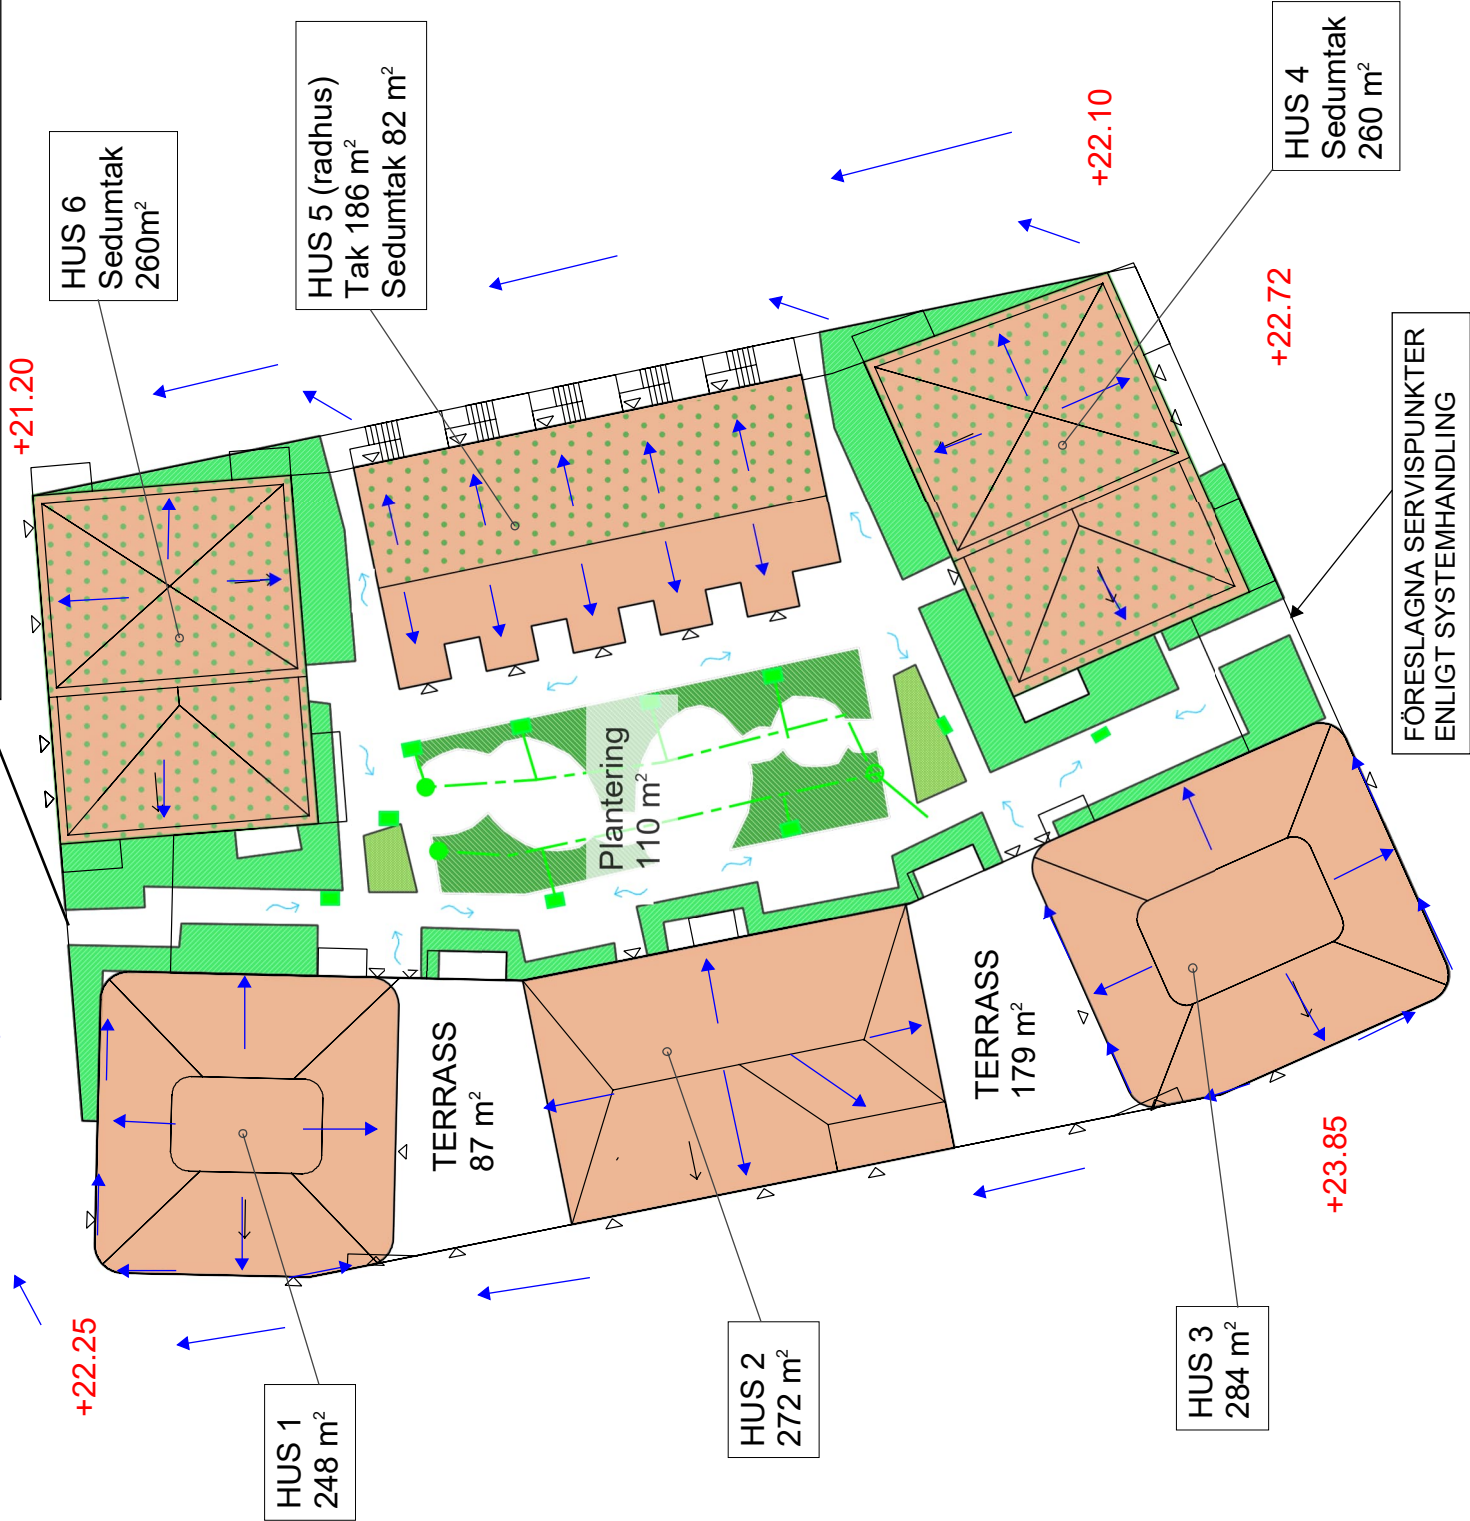 +21.20
HUS 6
Sedumtak
260m²
HUS 5 (radhus)
Tak 186 m²
Sedumtak 82 m²
+22.10
HUS 4
Sedumtak
260 m²
+22.72
FÖRESLAGNA SERVISPUNKTER
ENLIGT SYSTEMHANDLING
Plantering
110 m²
TERRASS
87 m²
TERRASS
179 m²
+22.25
HUS 1
248 m²
HUS 2
272 m²
HUS 3
284 m²
+23.85